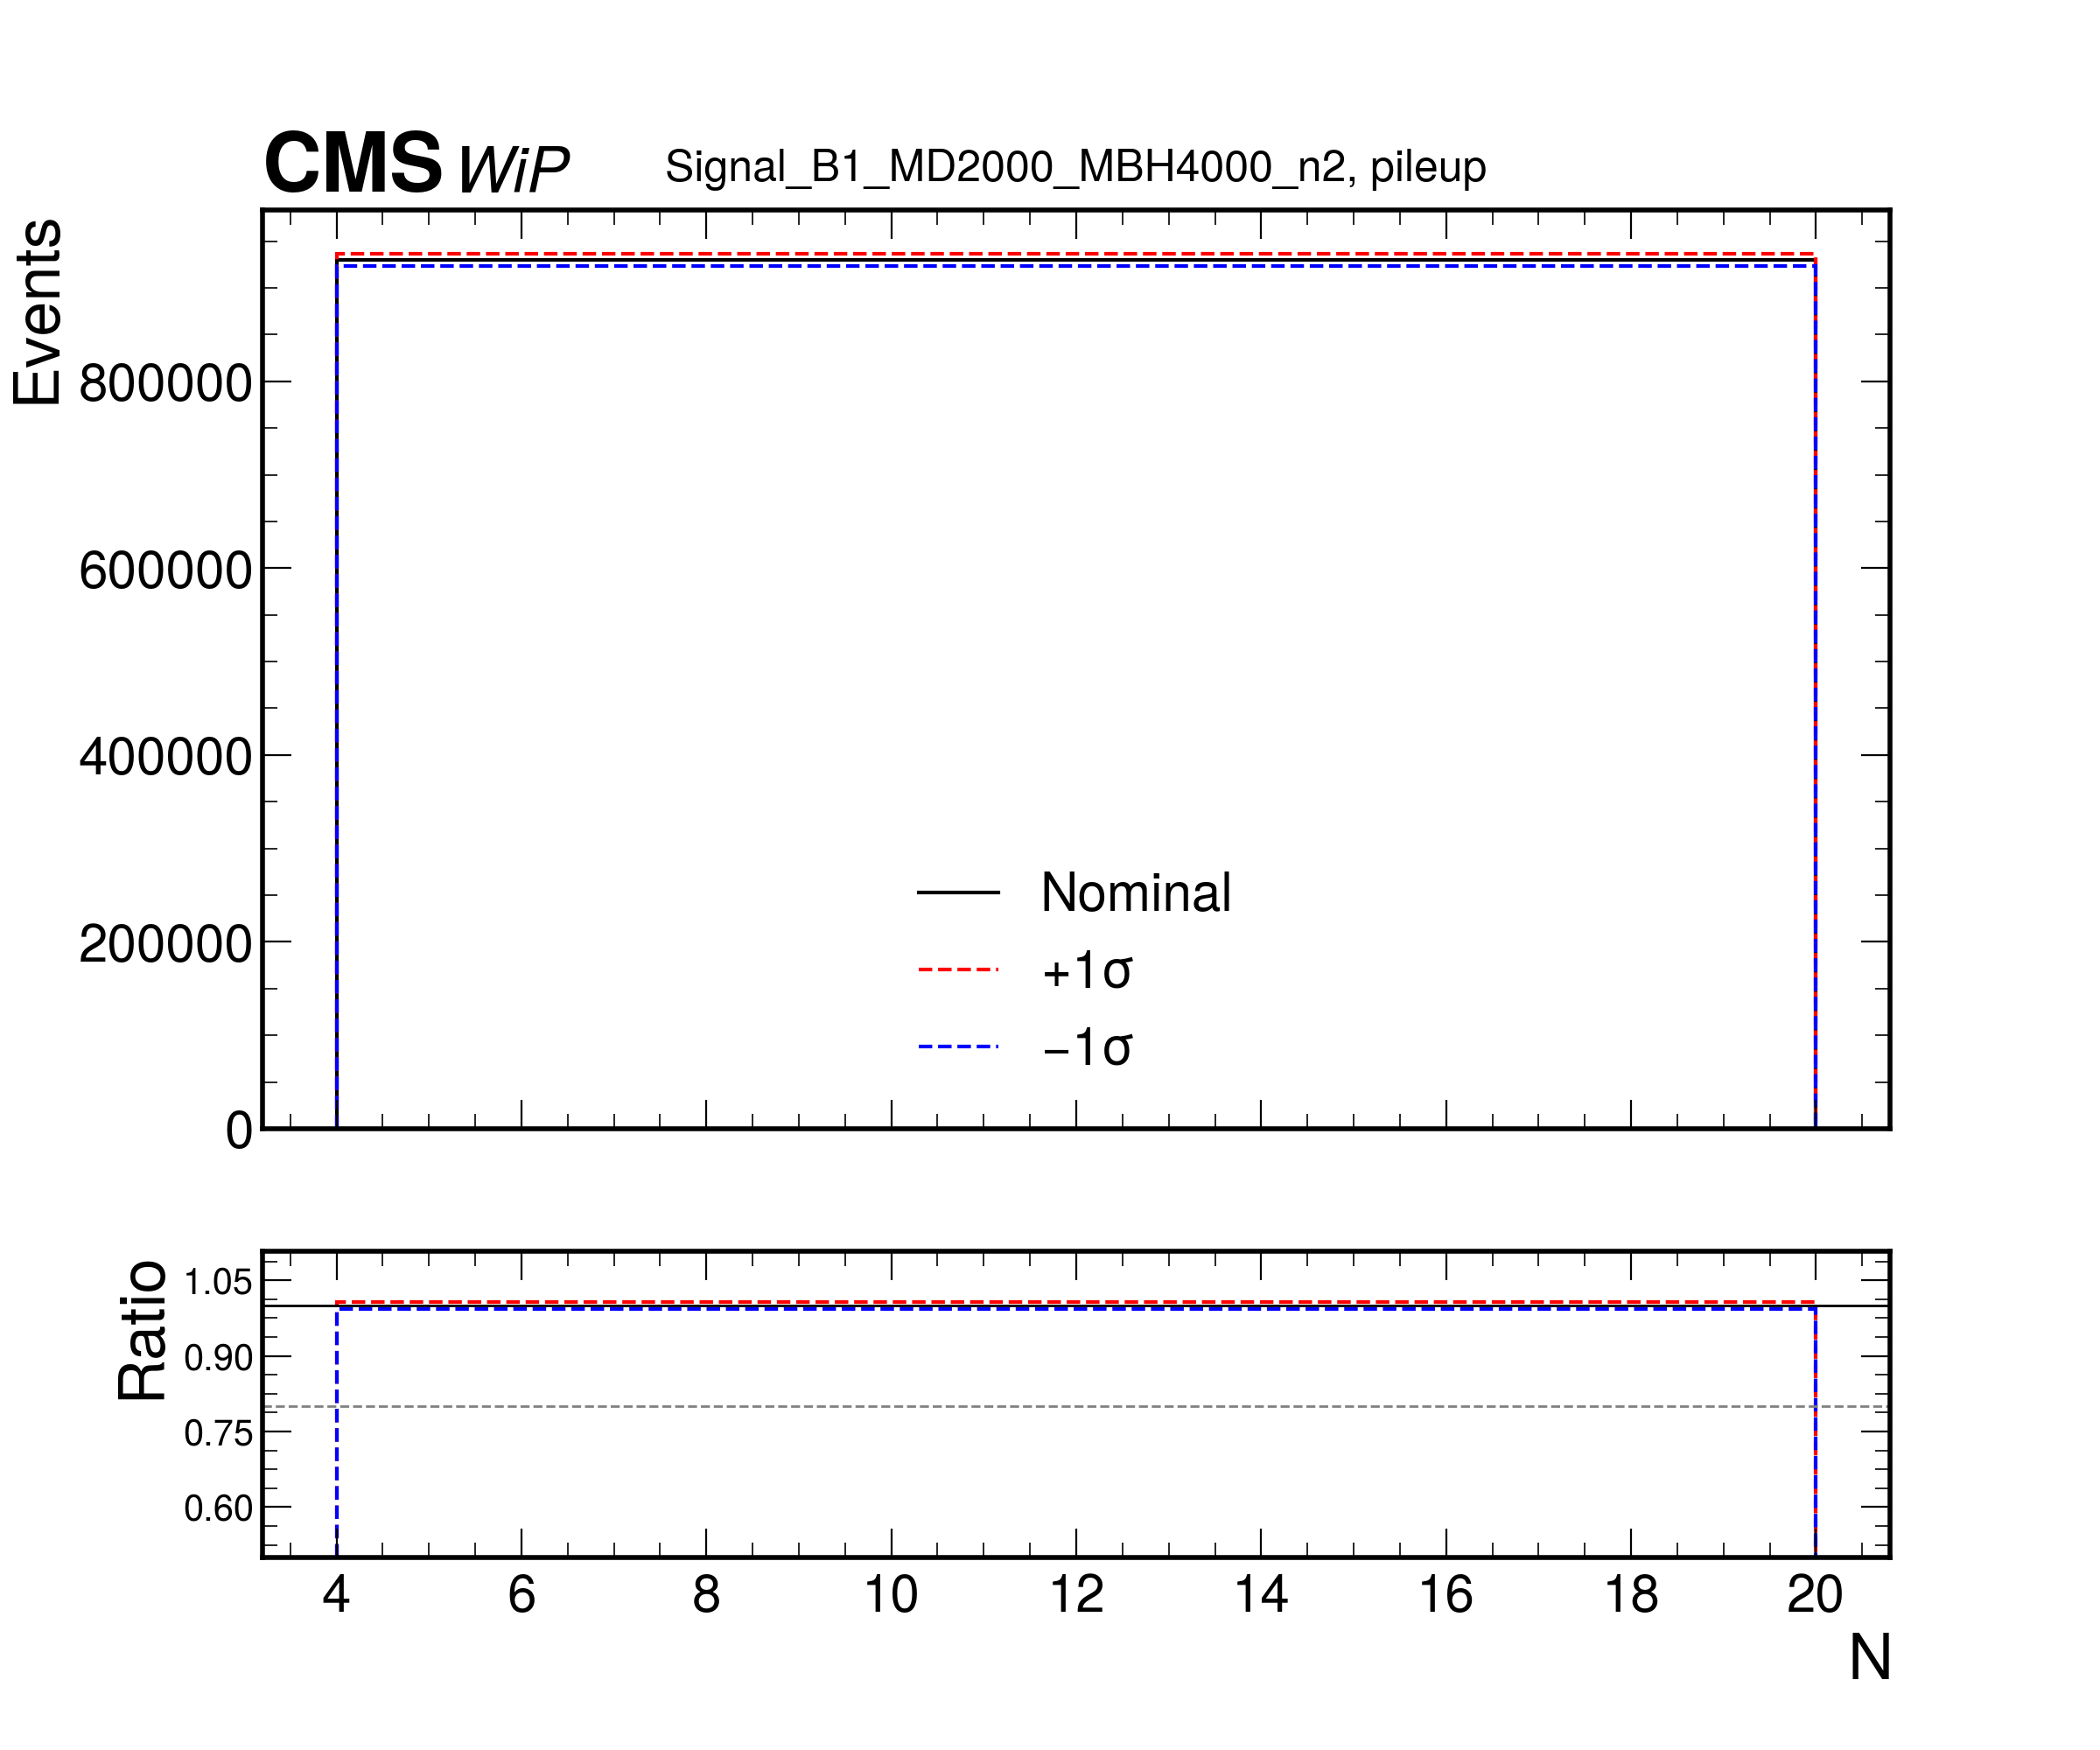 CMS WiP Signal_B1_MD2000_MBH4000_n2, pileup
Events
800000
600000
400000
200000
0
Nominal
+1σ
−1σ
Ratio
1.05
0.90
0.75
0.60
4 6 8 10 12 14 16 18 20
N